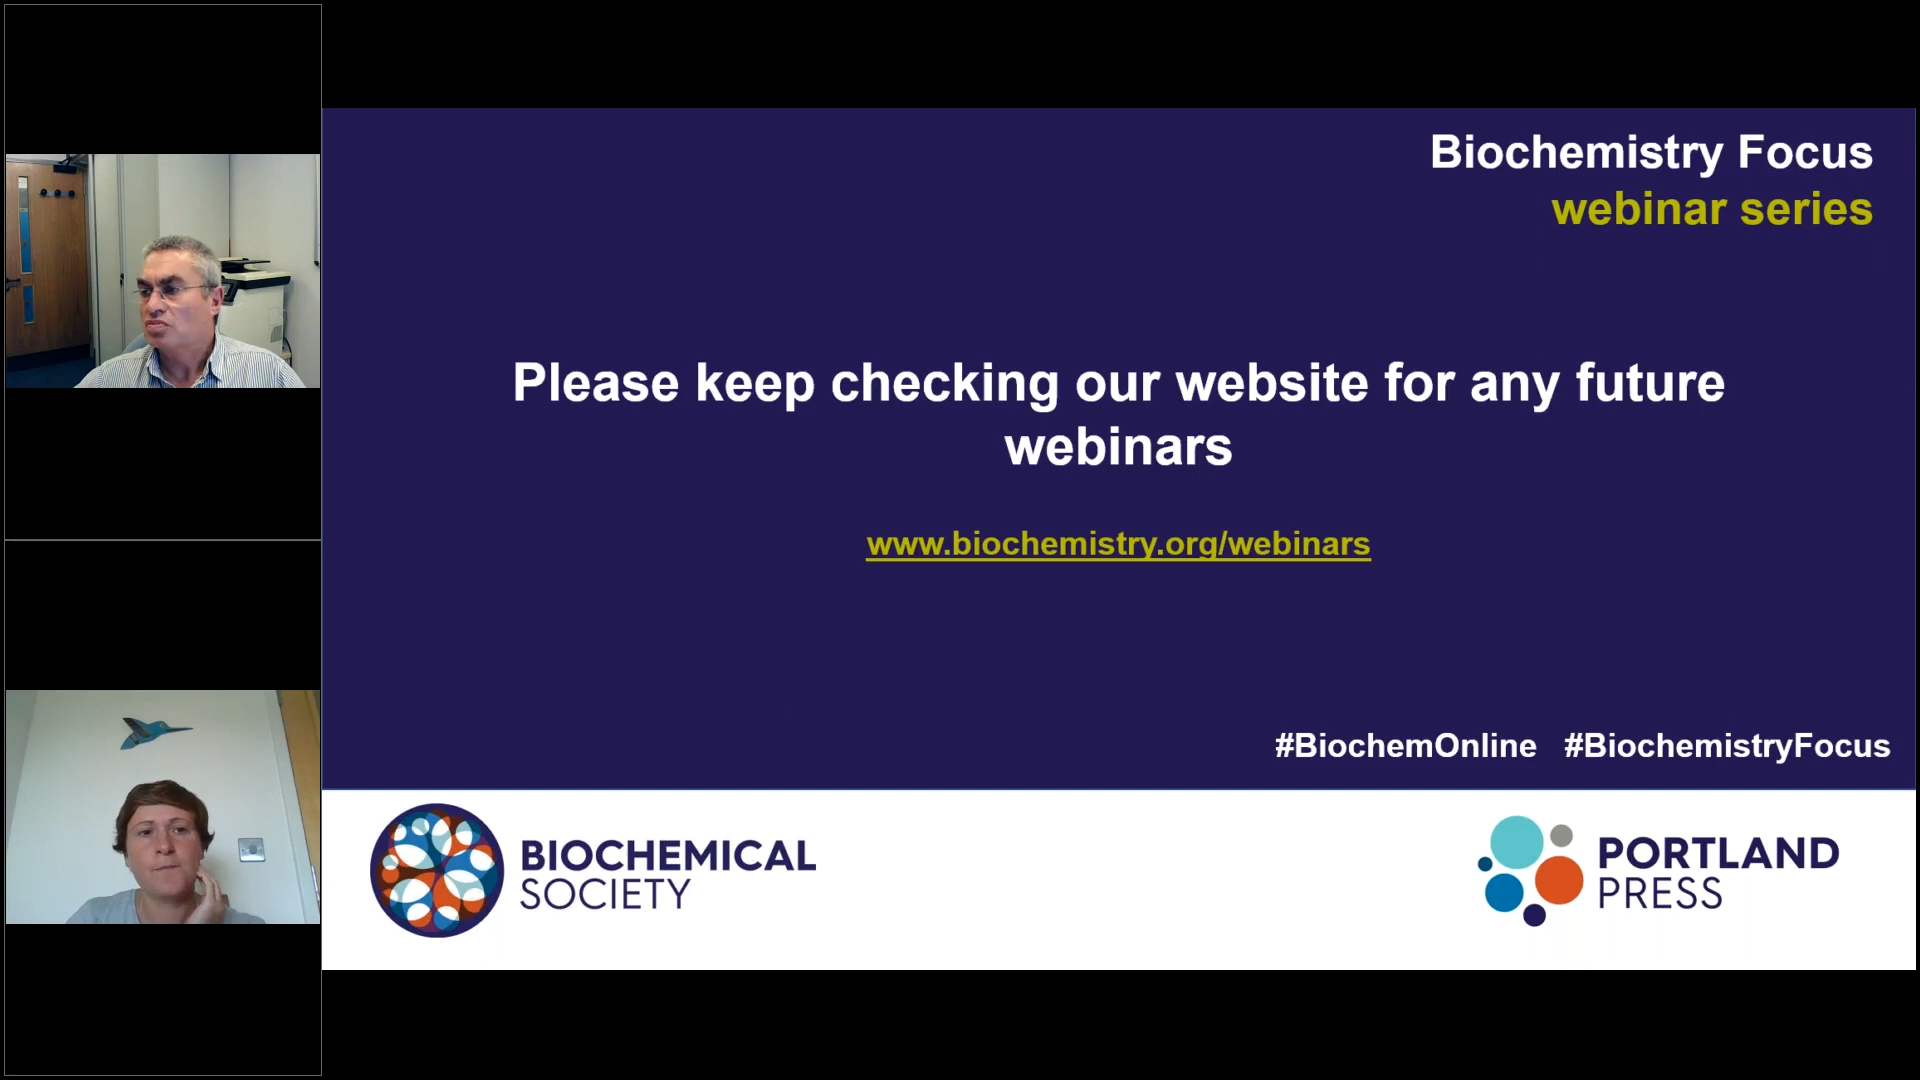 Biochemistry Focus
webinar series
Please keep checking our website for any future
webinars
www.biochemistry.org/webinars
#BiochemOnline #BiochemistryFocus
BIOCHEMICAL
SOCIETY
PORTLAND
PRESS